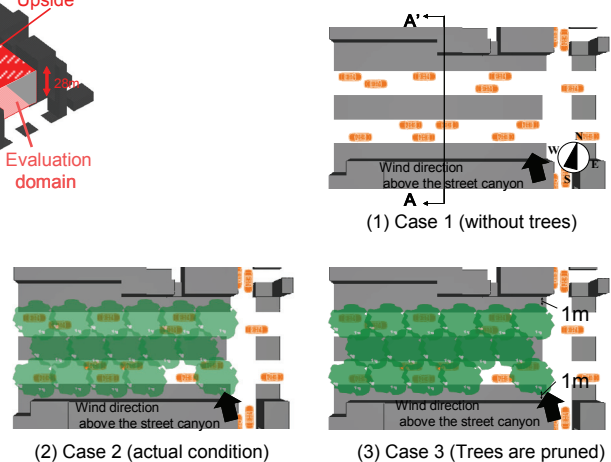 Upside
28m
Evaluation
domain
A'
N
W
E
S
Wind direction
above the street canyon
A
(1) Case 1 (without trees)
1m
1m
Wind direction
above the street canyon
(2) Case 2 (actual condition)
Wind direction
above the street canyon
(3) Case 3 (Trees are pruned)